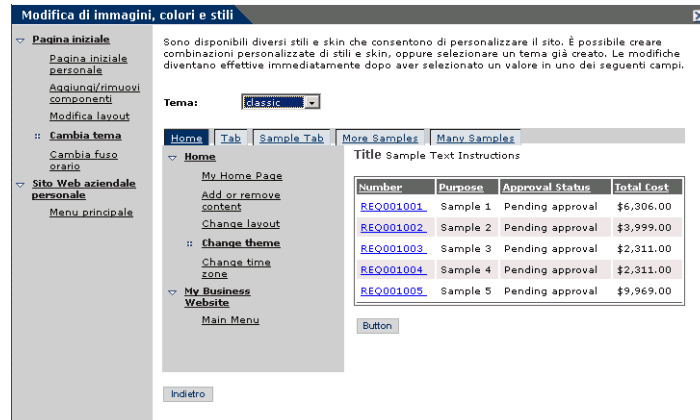 Modifica di immagini, colori e stili
Pagina iniziale
Pagina iniziale
personale
Aggiungi/rimuovi
componenti
Modifica layout
Cambia tema
Cambia fuso
orario
Sito Web aziendale
personale
Menu principale
Sono disponibili diversi stili e skin che consentono di personalizzare il sito. È possibile creare
combinazioni personalizzate di stili e skin, oppure selezionare un tema già creato. Le modifiche
diventano effettive immediatamente dopo aver selezionato un valore in uno dei seguenti campi.
Tema: classic
Home Tab Sample Tab More Samples Many Samples
Home
My Home Page
Add or remove
content
Change layout
Change theme
Change time
zone
My Business
Website
Main Menu
Title Sample Text Instructions
Number Purpose Approval Status Total Cost
REQ001001 Sample 1 Pending approval $6,306.00
REQ001002 Sample 2 Pending approval $3,999.00
REQ001003 Sample 3 Pending approval $2,311.00
REQ001004 Sample 4 Pending approval $2,311.00
REQ001005 Sample 5 Pending approval $9,969.00
Button
Indietro